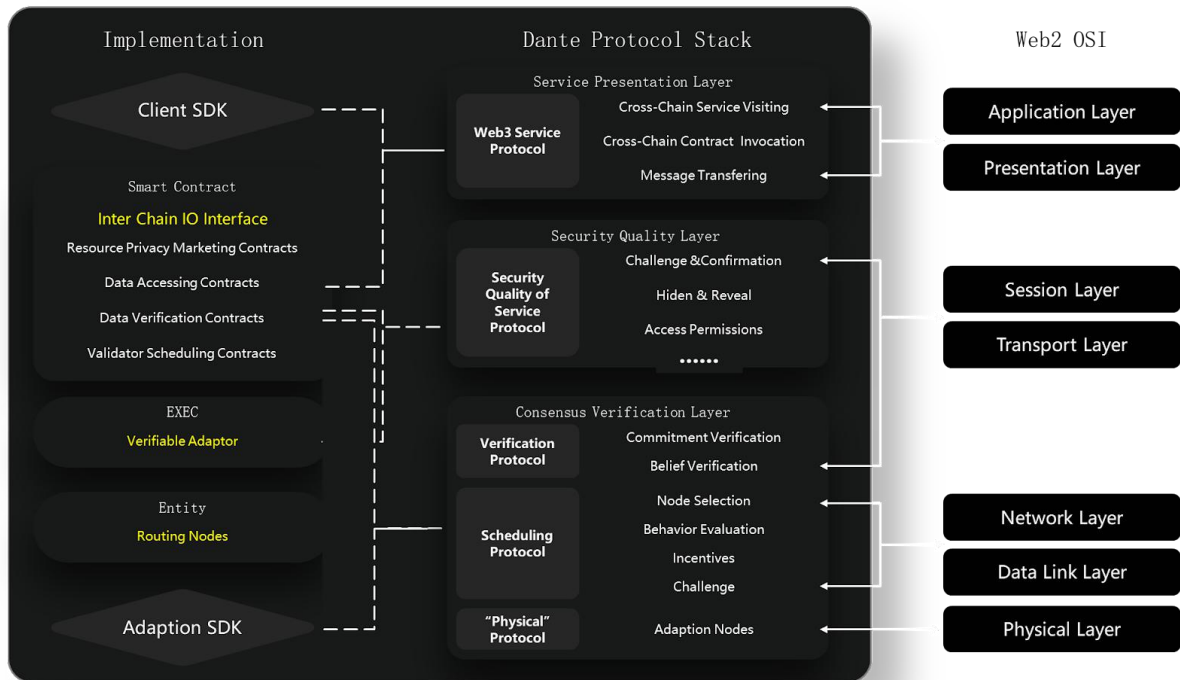 Implementation
Client SDK
Smart Contract
Inter Chain IO Interface
Resource Privacy Marketing Contracts
Data Accessing Contracts
Data Verification Contracts
Validator Scheduling Contracts
EXEC
Verifiable Adaptor
Entity
Routing Nodes
Adaption SDK
Dante Protocol Stack
Service Presentation Layer
Web3 Service
Protocol
Cross-Chain Service Visiting
Cross-Chain Contract Invocation
Message Transfering
Security Quality Layer
Security
Quality of
Service
Protocol
Challenge &Confirmation
Hiden & Reveal
Access Permissions
••••••
Consensus Verification Layer
Verification
Protocol
Commitment Verification
Belief Verification
Scheduling
Protocol
Node Selection
Behavior Evaluation
Incentives
Challenge
“Physical”
Protocol
Adaption Nodes
Web2 OSI
Application Layer
Presentation Layer
Session Layer
Transport Layer
Network Layer
Data Link Layer
Physical Layer